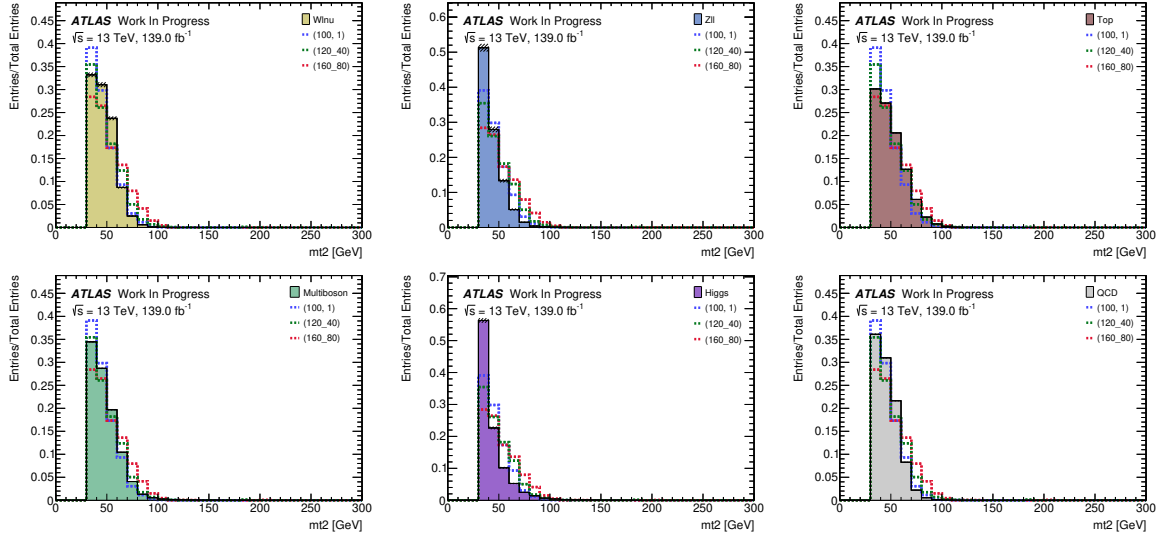 Entries/Total Entries
0.45
0.4
0.35
0.3
0.25
0.2
0.15
0.1
0.05
0
ATLAS Work In Progress
√s = 13 TeV, 139.0 fb⁻¹
Wlnu
(100, 1)
(120_40)
(160_80)
0 50 100 150 200 250 300
mt2 [GeV]
Entries/Total Entries
0.6
0.5
0.4
0.3
0.2
0.1
0
ATLAS Work In Progress
√s = 13 TeV, 139.0 fb⁻¹
Zll
(100, 1)
(120_40)
(160_80)
0 50 100 150 200 250 300
mt2 [GeV]
Entries/Total Entries
0.45
0.4
0.35
0.3
0.25
0.2
0.15
0.1
0.05
0
ATLAS Work In Progress
√s = 13 TeV, 139.0 fb⁻¹
Top
(100, 1)
(120_40)
(160_80)
0 50 100 150 200 250 300
mt2 [GeV]
Entries/Total Entries
0.45
0.4
0.35
0.3
0.25
0.2
0.15
0.1
0.05
0
ATLAS Work In Progress
√s = 13 TeV, 139.0 fb⁻¹
Multiboson
(100, 1)
(120_40)
(160_80)
0 50 100 150 200 250 300
mt2 [GeV]
Entries/Total Entries
0.7
0.6
0.5
0.4
0.3
0.2
0.1
0
ATLAS Work In Progress
√s = 13 TeV, 139.0 fb⁻¹
Higgs
(100, 1)
(120_40)
(160_80)
0 50 100 150 200 250 300
mt2 [GeV]
Entries/Total Entries
0.45
0.4
0.35
0.3
0.25
0.2
0.15
0.1
0.05
0
ATLAS Work In Progress
√s = 13 TeV, 139.0 fb⁻¹
QCD
(100, 1)
(120_40)
(160_80)
0 50 100 150 200 250 300
mt2 [GeV]